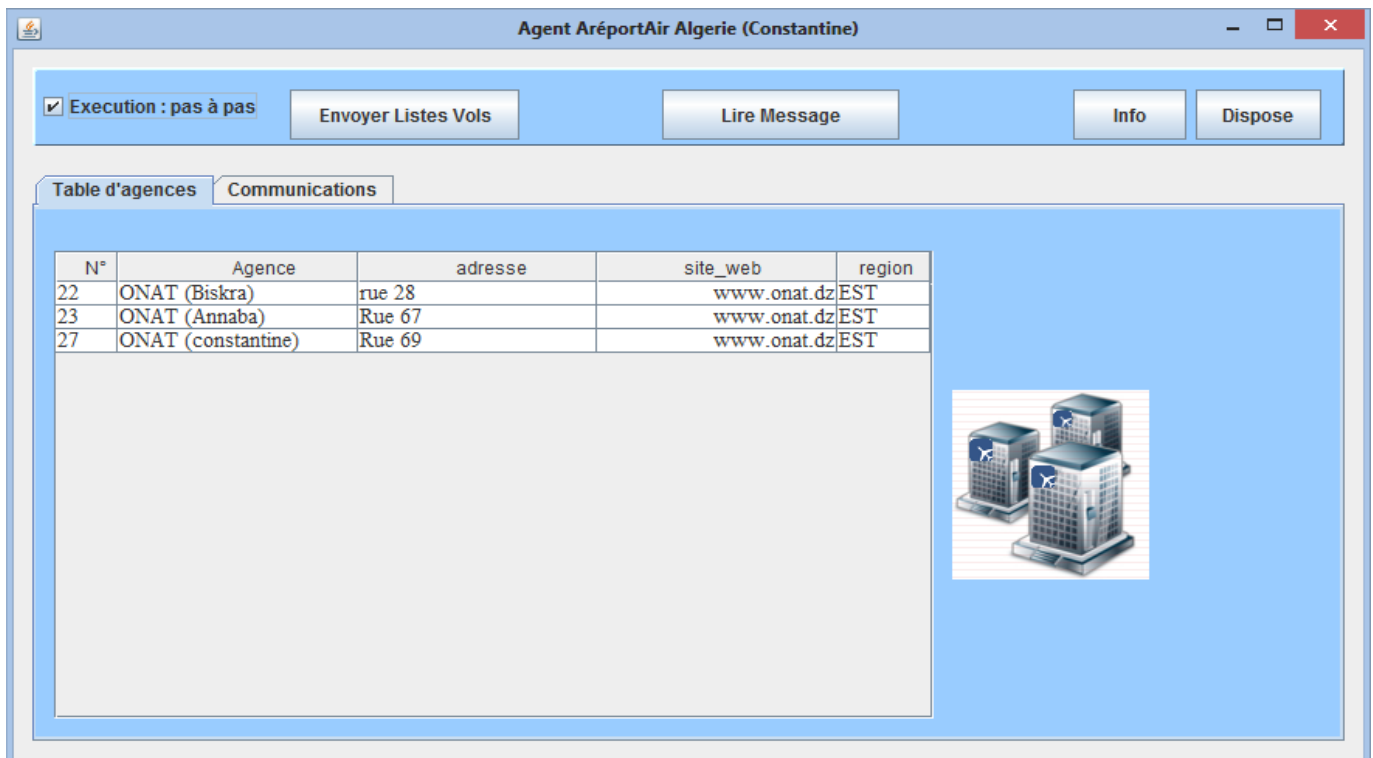 Agent AréportAir Algerie (Constantine)
Execution : pas à pas
Envoyer Listes Vols
Lire Message
Info
Dispose
Table d'agences
Communications
N° Agence adresse site_web region
22 ONAT (Biskra) rue 28 www.onat.dz EST
23 ONAT (Annaba) Rue 67 www.onat.dz EST
27 ONAT (constantine) Rue 69 www.onat.dz EST